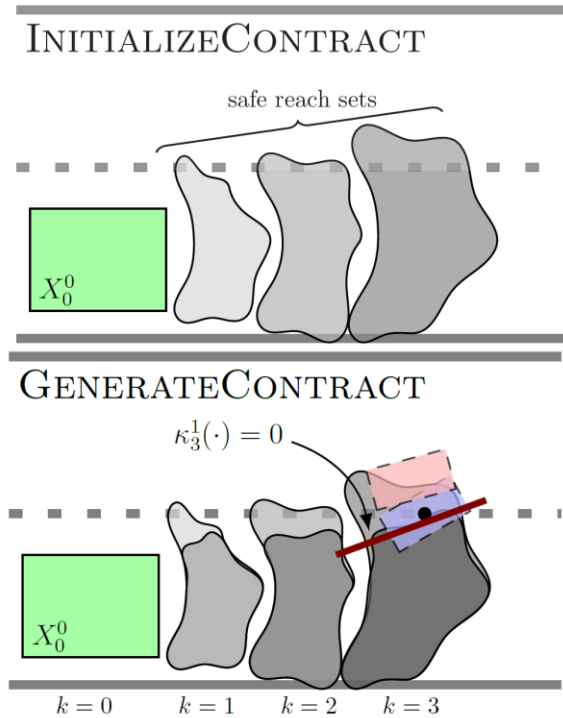 INITIALIZECONTRACT
safe reach sets
X_0^0
GENERATECONTRACT
κ_3^1(·) = 0
X_0^0
k = 0 k = 1 k = 2 k = 3